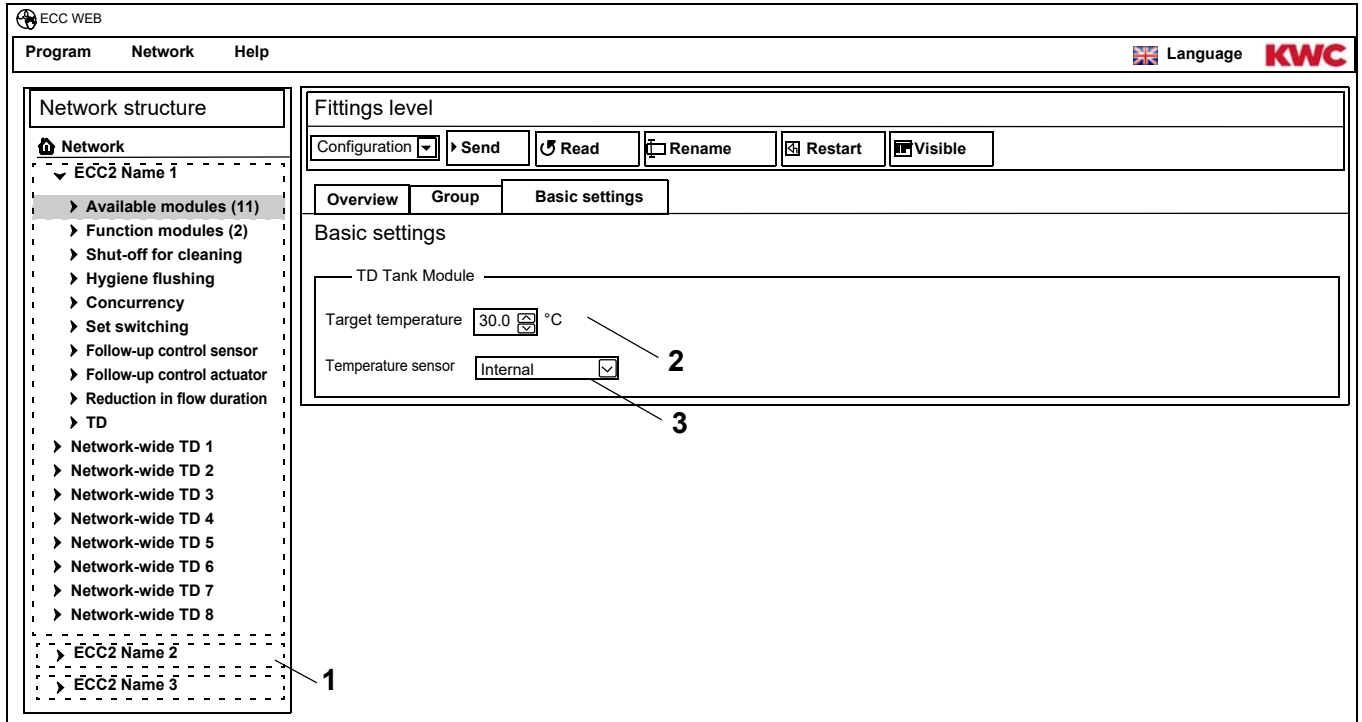 ECC WEB
Program Network Help
Language KWC
Network structure
Network
ECC2 Name 1
Available modules (11)
Function modules (2)
Shut-off for cleaning
Hygiene flushing
Concurrency
Set switching
Follow-up control sensor
Follow-up control actuator
Reduction in flow duration
TD
Network-wide TD 1
Network-wide TD 2
Network-wide TD 3
Network-wide TD 4
Network-wide TD 5
Network-wide TD 6
Network-wide TD 7
Network-wide TD 8
ECC2 Name 2
ECC2 Name 3
1
Fittings level
Configuration Send Read Rename Restart Visible
Overview Group Basic settings
Basic settings
TD Tank Module
Target temperature 30.0 °C
2
Temperature sensor Internal
3